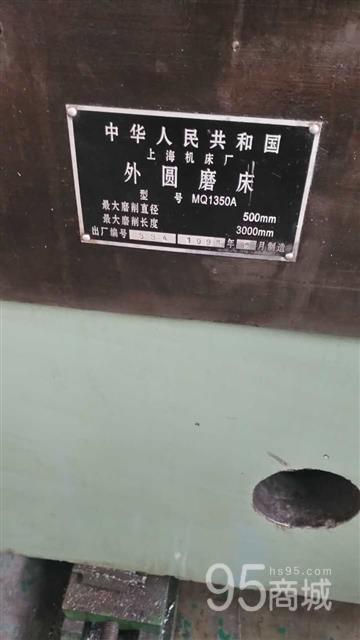 中华人民共和国
上海机床厂
外圆磨床
型 号 MQ1350A
最大磨削直径 500mm
最大磨削长度 3000mm
出厂编号 年 月制造
hs95.com
95商城